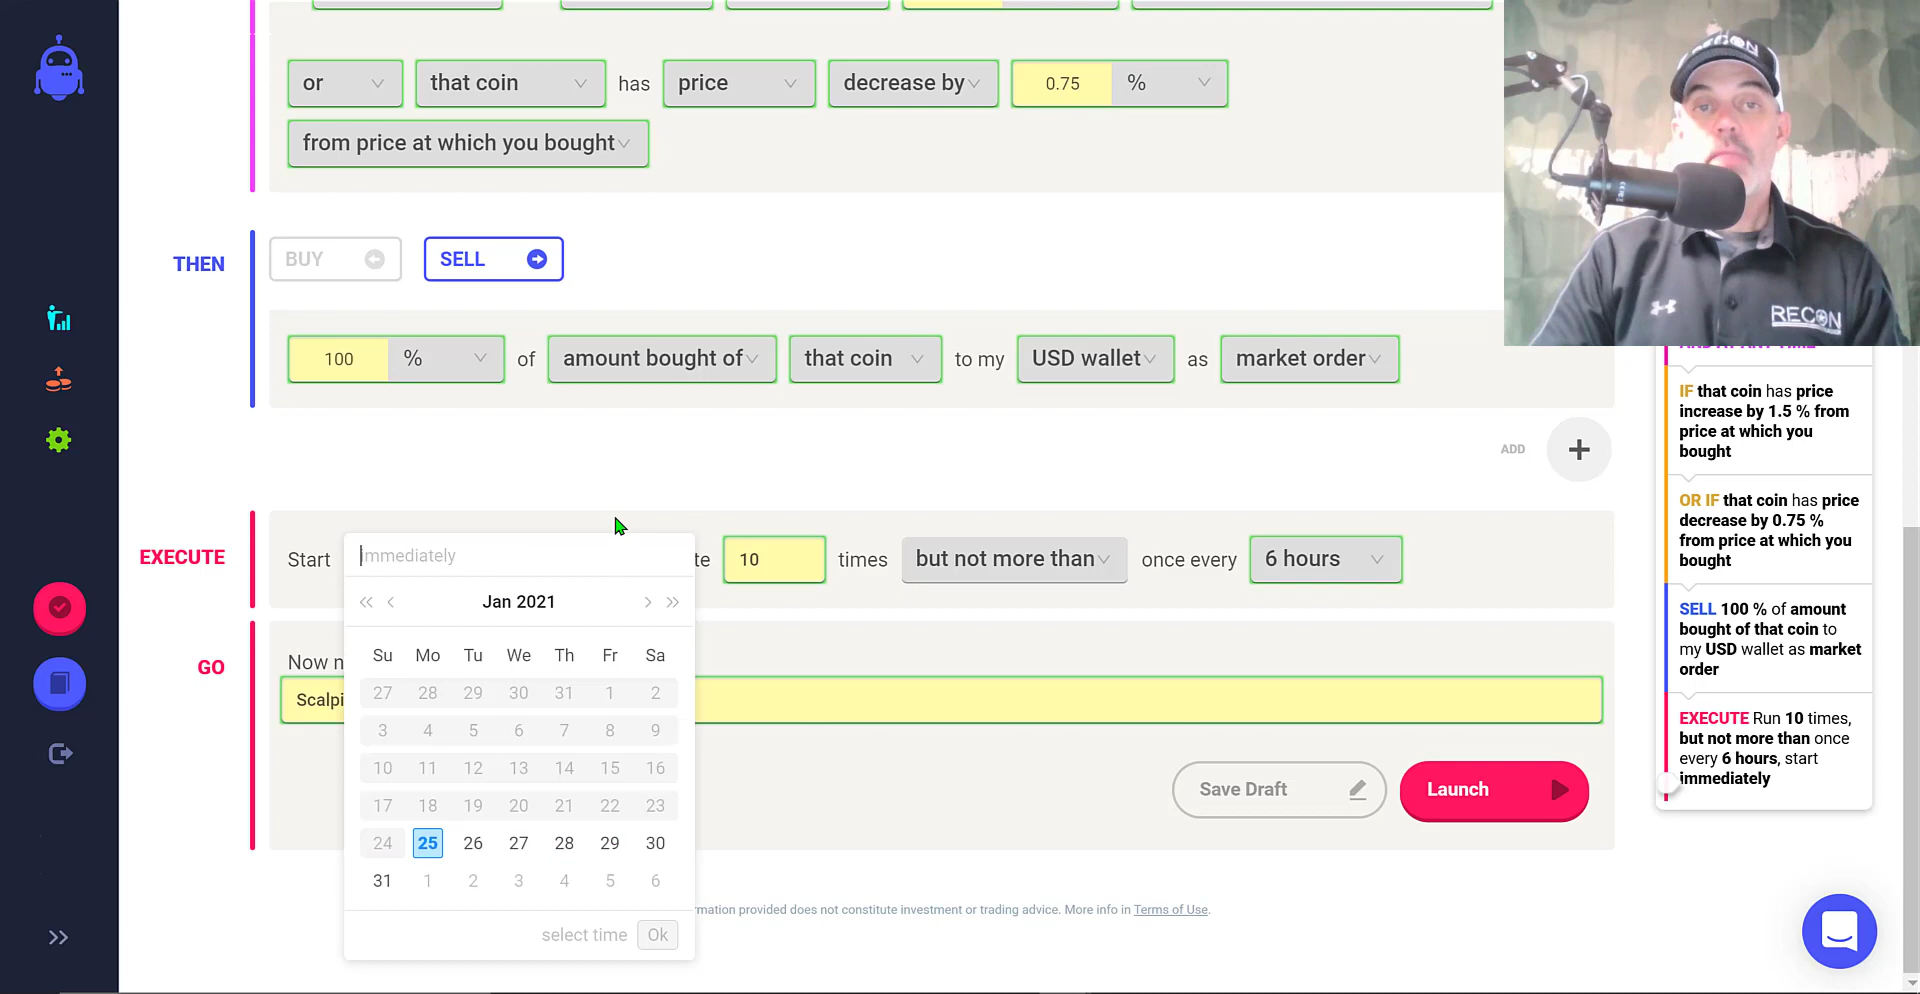 or that coin has price decrease by 0.75 %
from price at which you bought
THEN BUY SELL
100 % of amount bought of that coin to my USD wallet as market order
ADD
EXECUTE Start Immediately te 10 times but not more than once every 6 hours
Jan 2021
Su Mo Tu We Th Fr Sa
27 28 29 30 31 1 2
3 4 5 6 7 8 9
10 11 12 13 14 15 16
17 18 19 20 21 22 23
24 25 26 27 28 29 30
31 1 2 3 4 5 6
select time Ok
GO Now n
Scalpi
Save Draft Launch
rmation provided does not constitute investment or trading advice. More info in Terms of Use.
RECON
RECON
IF that coin has price
increase by 1.5 % from
price at which you
bought
OR IF that coin has price
decrease by 0.75 %
from price at which you
bought
SELL 100 % of amount
bought of that coin to
my USD wallet as market
order
EXECUTE Run 10 times,
but not more than once
every 6 hours, start
immediately